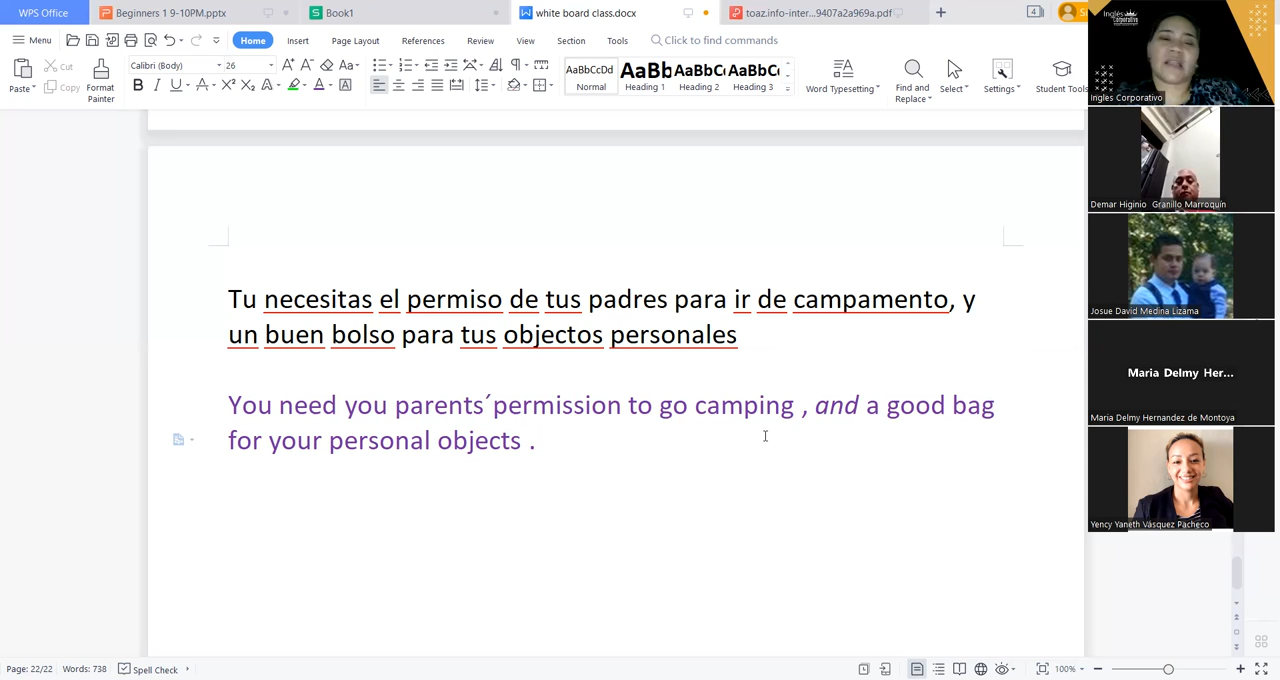 WPS Office Beginners 1 9-10PM.pptx Book1 white board class.docx toaz.info-inter...9407a2a969a.pdf
Menu Home Insert Page Layout References Review View Section Tools Click to find commands
Calibri (Body) 26
Paste Cut Copy Format Painter
AaBbCcDd Normal Heading 1 Heading 2 Heading 3
Word Typesetting Find and Replace Select Settings Student Tools
Tu necesitas el permiso de tus padres para ir de campamento, y
un buen bolso para tus objectos personales
You need you parents´permission to go camping , and a good bag
for your personal objects .
Inglés Corporativo
Ingles Corporativo
Demar Higinio Granillo Marroquín
Josue David Medina Lizama
Maria Delmy Her...
Maria Delmy Hernandez de Montoya
Yency Yaneth Vásquez Pacheco
Page: 22/22 Words: 738 Spell Check 100%